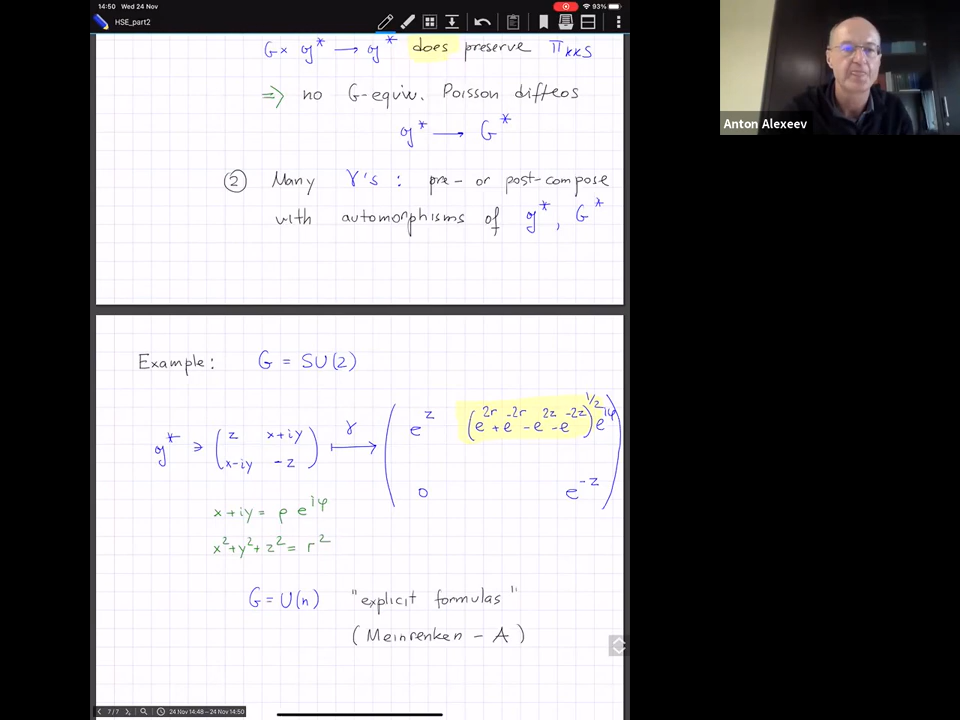 14:50 Wed 24 Nov
93%
HSE_part2
G × 𝔤* → 𝔤* does preserve π_KKS
⇒ no G-equiv. Poisson diffeos
𝔤* → G*
② Many γ's : pre- or post-compose
with automorphisms of 𝔤*, G*
Example: G = SU(2)
𝔤* ∋ ( z x+iy ; x-iy -z ) ↦^γ ( e^z (e^{2r} + e^{-2r} - e^{2z} - e^{-2z})^{1/2} e^{iφ} ; 0 e^{-z} )
x+iy = ρ e^{iφ}
x² + y² + z² = r²
G = U(n) "explicit formulas"
(Meinrenken - A)
7/7
24 Nov 14:48–24 Nov 14:50
Anton Alexeev